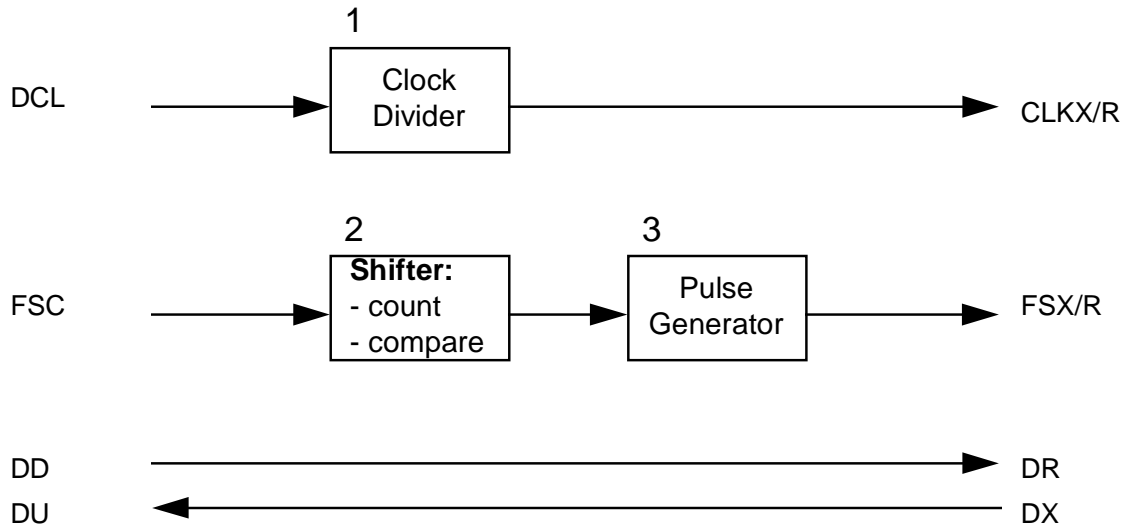 1
DCL
Clock
Divider
CLKX/R
2
3
FSC
Shifter:
- count
- compare
Pulse
Generator
FSX/R
DD
DR
DU
DX